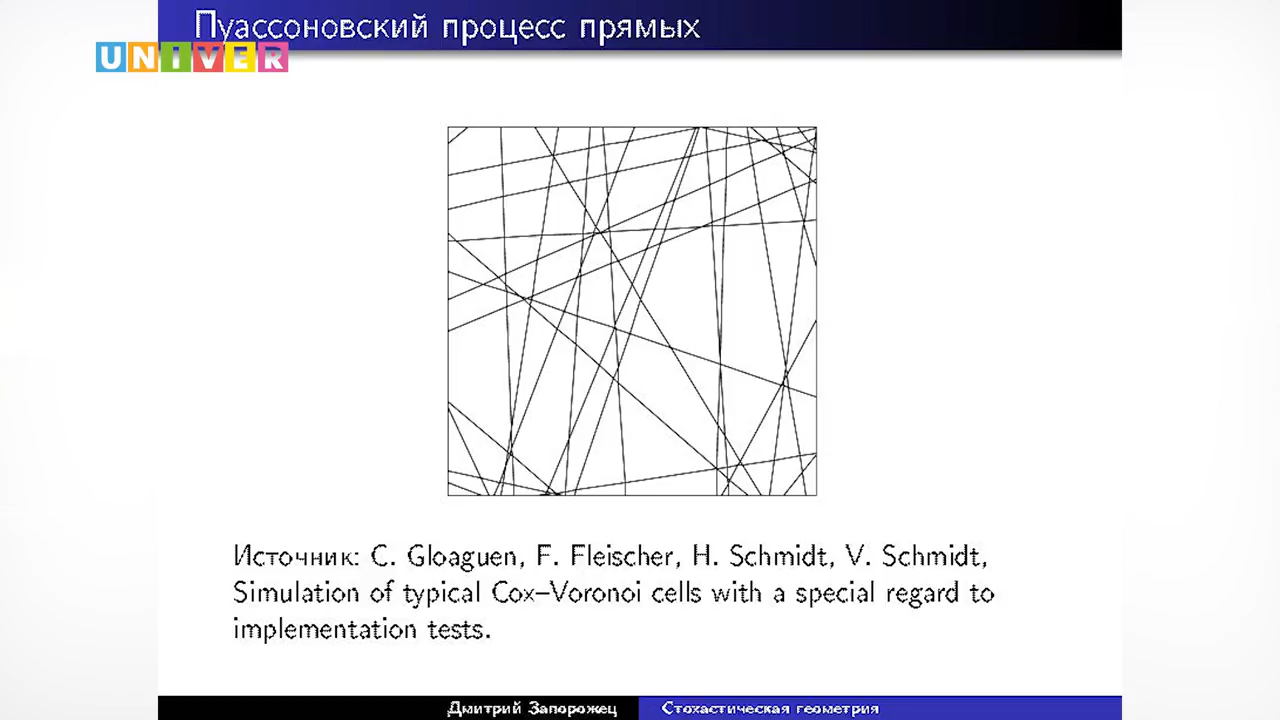 Пуассоновский процесс прямых
UNIVER
Источник: C. Gloaguen, F. Fleischer, H. Schmidt, V. Schmidt,
Simulation of typical Cox–Voronoi cells with a special regard to
implementation tests.
Дмитрий Запорожец
Стохастическая геометрия